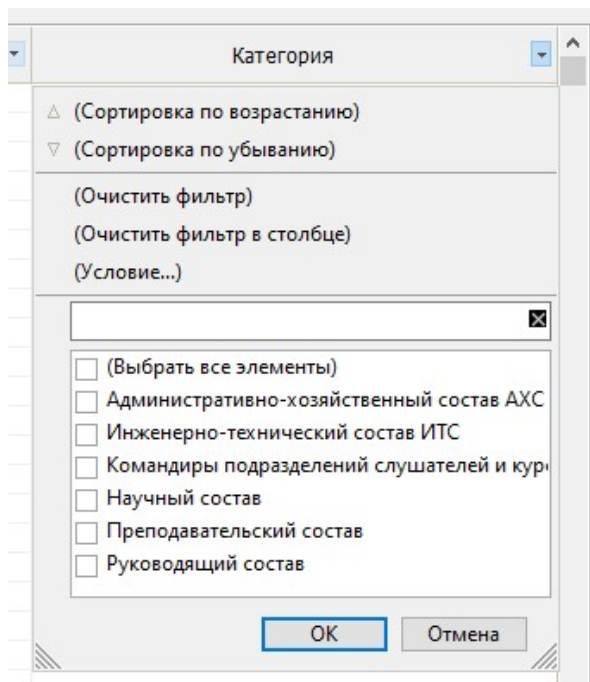 Категория
(Сортировка по возрастанию)
(Сортировка по убыванию)
(Очистить фильтр)
(Очистить фильтр в столбце)
(Условие...)
(Выбрать все элементы)
Административно-хозяйственный состав АХС
Инженерно-технический состав ИТС
Командиры подразделений слушателей и кур
Научный состав
Преподавательский состав
Руководящий состав
OK Отмена